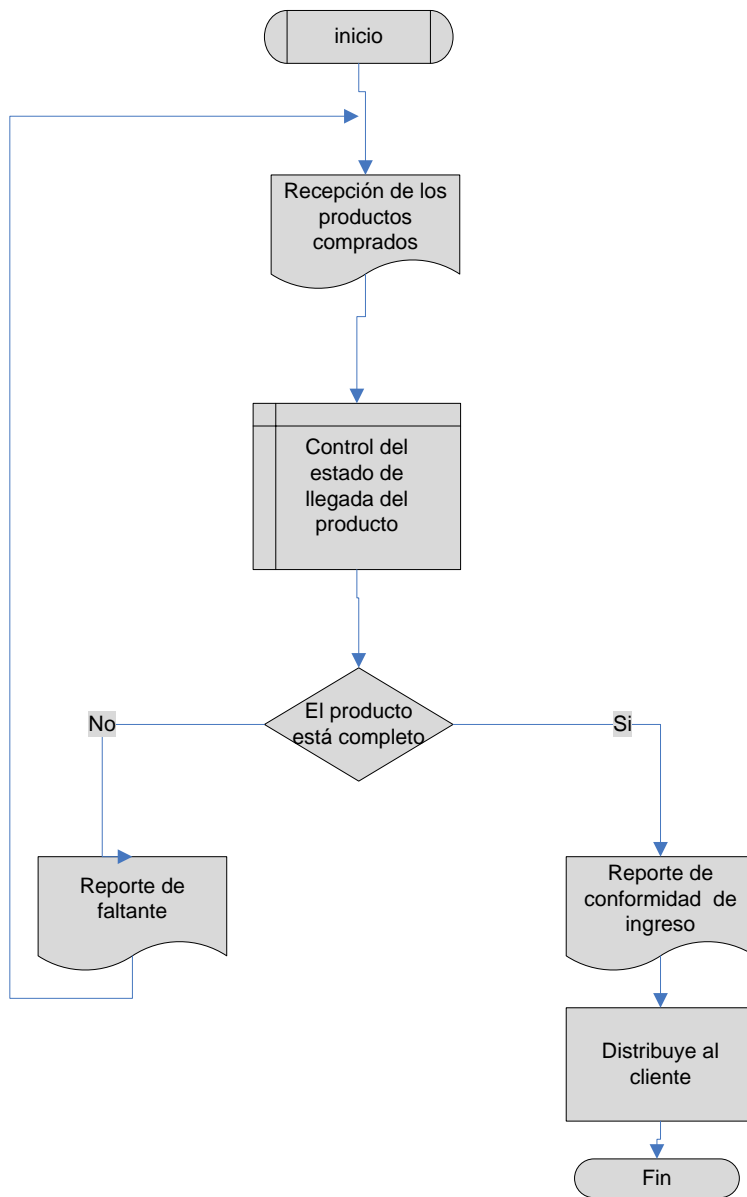 inicio
Recepción de los
productos
comprados
Control del
estado de
llegada del
producto
El producto
está completo
No
Si
Reporte de
faltante
Reporte de
conformidad de
ingreso
Distribuye al
cliente
Fin